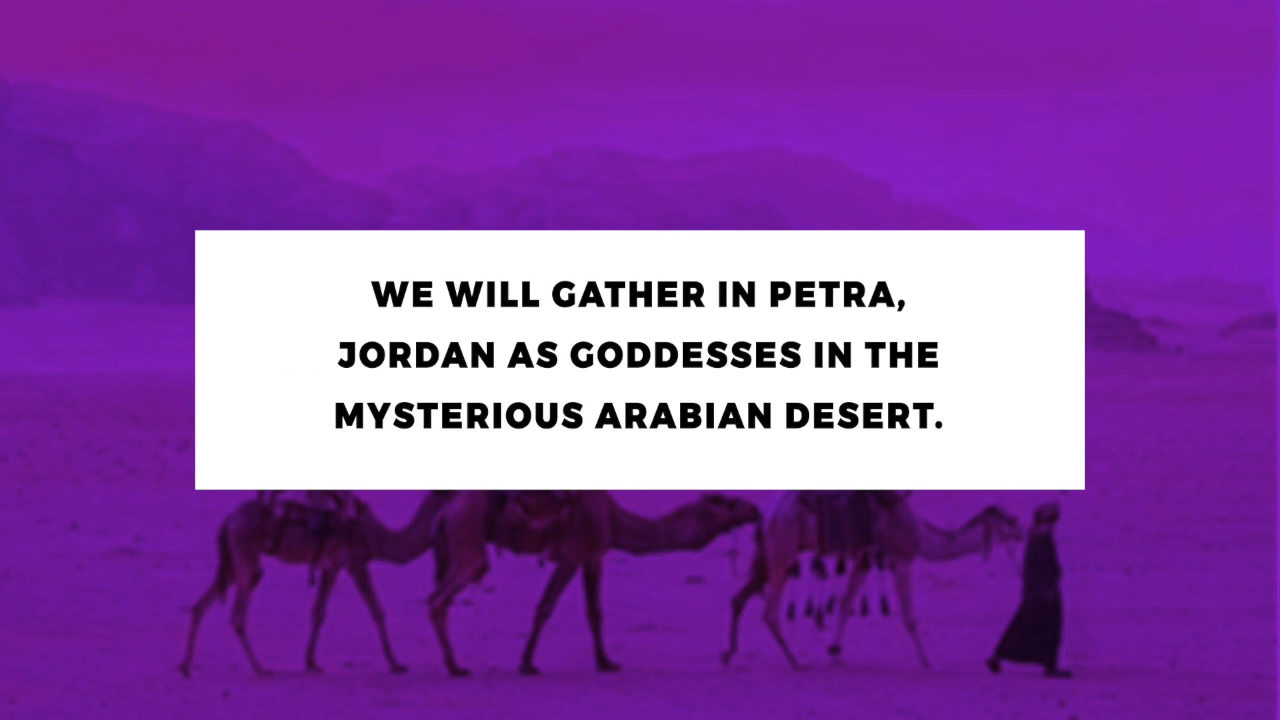 WE WILL GATHER IN PETRA,
JORDAN AS GODDESSES IN THE
MYSTERIOUS ARABIAN DESERT.